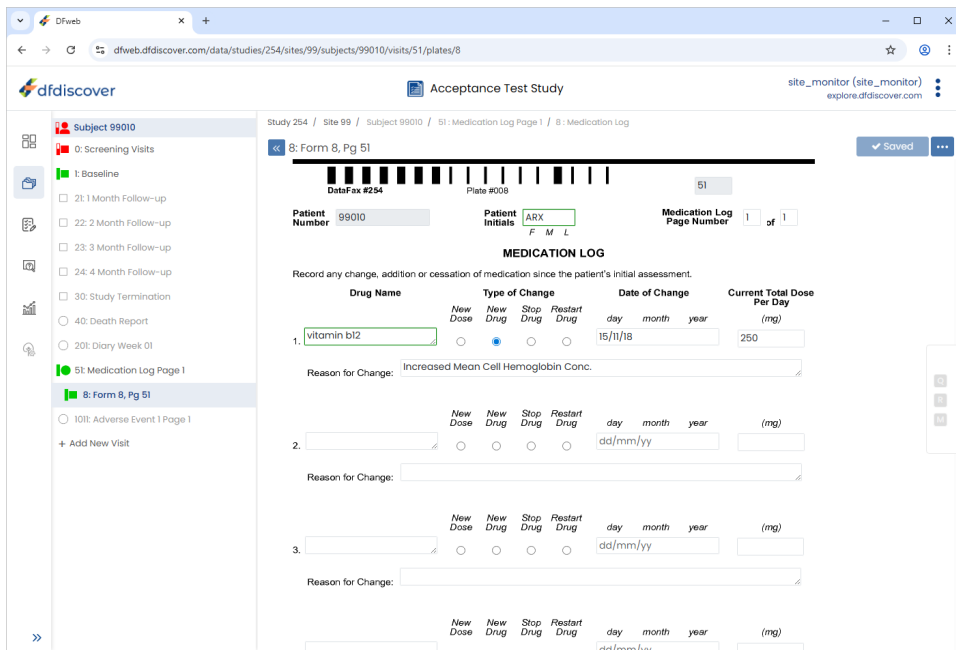 DFweb
dfweb.dfdiscover.com/data/studies/254/sites/99/subjects/99010/visits/51/plates/8
dfdiscover
Acceptance Test Study
site_monitor (site_monitor)
explore.dfdiscover.com
Subject 99010
0: Screening Visits
1: Baseline
21: 1 Month Follow-up
22: 2 Month Follow-up
23: 3 Month Follow-up
24: 4 Month Follow-up
30: Study Termination
40: Death Report
201: Diary Week 01
51: Medication Log Page 1
8: Form 8, Pg 51
1011: Adverse Event 1 Page 1
+ Add New Visit
Study 254 / Site 99 / Subject 99010 / 51 : Medication Log Page 1 / 8 : Medication Log
8: Form 8, Pg 51
Saved
DataFax #254 Plate #008
51
Patient Number 99010 Patient Initials ARX Medication Log Page Number 1 of 1
F M L
MEDICATION LOG
Record any change, addition or cessation of medication since the patient's initial assessment.
Drug Name Type of Change Date of Change Current Total Dose Per Day
New Dose New Drug Stop Drug Restart Drug day month year (mg)
1. vitamin b12 15/11/18 250
Reason for Change: Increased Mean Cell Hemoglobin Conc.
New Dose New Drug Stop Drug Restart Drug day month year (mg)
2. dd/mm/yy
Reason for Change:
New Dose New Drug Stop Drug Restart Drug day month year (mg)
3. dd/mm/yy
Reason for Change:
New Dose New Drug Stop Drug Restart Drug day month year (mg)
dd/mm/yy
Q
M